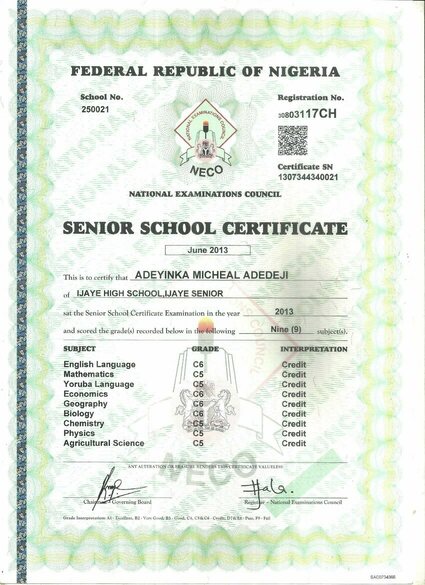 FEDERAL REPUBLIC OF NIGERIA
School No.
250021
Registration No.
30803117CH
NATIONAL EXAMINATIONS COUNCIL
NECO
Certificate SN
1307344340021
NATIONAL EXAMINATIONS COUNCIL
SENIOR SCHOOL CERTIFICATE
June 2013
This is to certify that ADEYINKA MICHEAL ADEDEJI
of IJAYE HIGH SCHOOL,IJAYE SENIOR
sat the Senior School Certificate Examination in the year 2013
and scored the grade(s) recorded below in the following Nine (9) subject(s).
SUBJECT GRADE INTERPRETATION
English Language C6 Credit
Mathematics C5 Credit
Yoruba Language C5 Credit
Economics C6 Credit
Geography C6 Credit
Biology C6 Credit
Chemistry C5 Credit
Physics C5 Credit
Agricultural Science C5 Credit
NECO
ANY ALTERATION OR ERASURE RENDERS THIS CERTIFICATE VALUELESS
Chairman - Governing Board
Registrar - National Examinations Council
Grade Interpretation: A1 - Excellent, B2 - Very Good, B3 - Good, C4, C5&C6 - Credit, D7&E8 - Pass, F9 - Fail